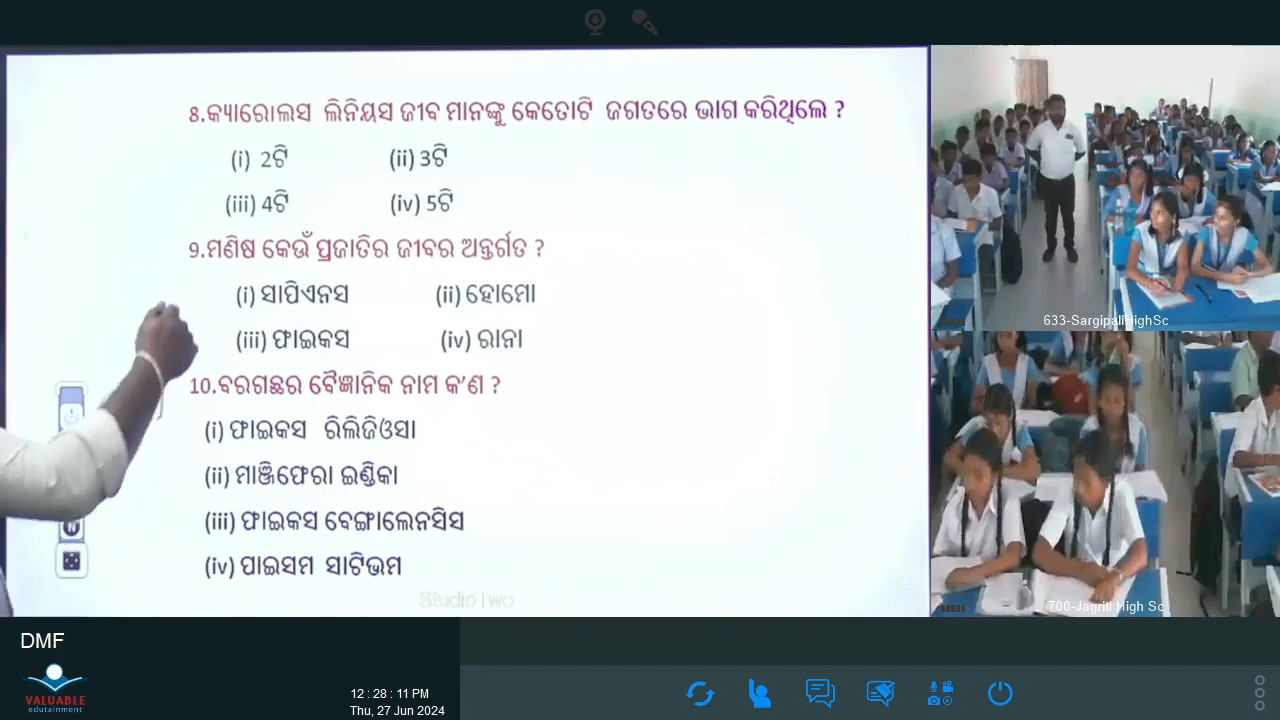 8.କ୍ୟାରୋଲସ ଲିନିୟସ ଜୀବ ମାନଙ୍କୁ କେତୋଟି ଜଗତରେ ଭାଗ କରିଥିଲେ ?
(i) 2ଟି (ii) 3ଟି
(iii) 4ଟି (iv) 5ଟି
9.ମଣିଷ କେଉଁ ପ୍ରଜାତିର ଜୀବର ଅନ୍ତର୍ଗତ ?
(i) ସାପିଏନସ (ii) ହୋମୋ
(iii) ଫାଇକସ (iv) ରାନା
10.ବରଗଛର ବୈଜ୍ଞାନିକ ନାମ କ'ଣ ?
(i) ଫାଇକସ ରିଲିଜିଓସା
(ii) ମାଞ୍ଜିଫେରା ଇଣ୍ଡିକା
(iii) ଫାଇକସ ବେଙ୍ଗାଲେନସିସ
(iv) ପାଇସମ ସାଟିଭମ
Studio Two
633-Sargipali HighSc
700-Jagriti High Sc
DMF
VALUABLE
edutainment
12 : 28 : 11 PM
Thu, 27 Jun 2024